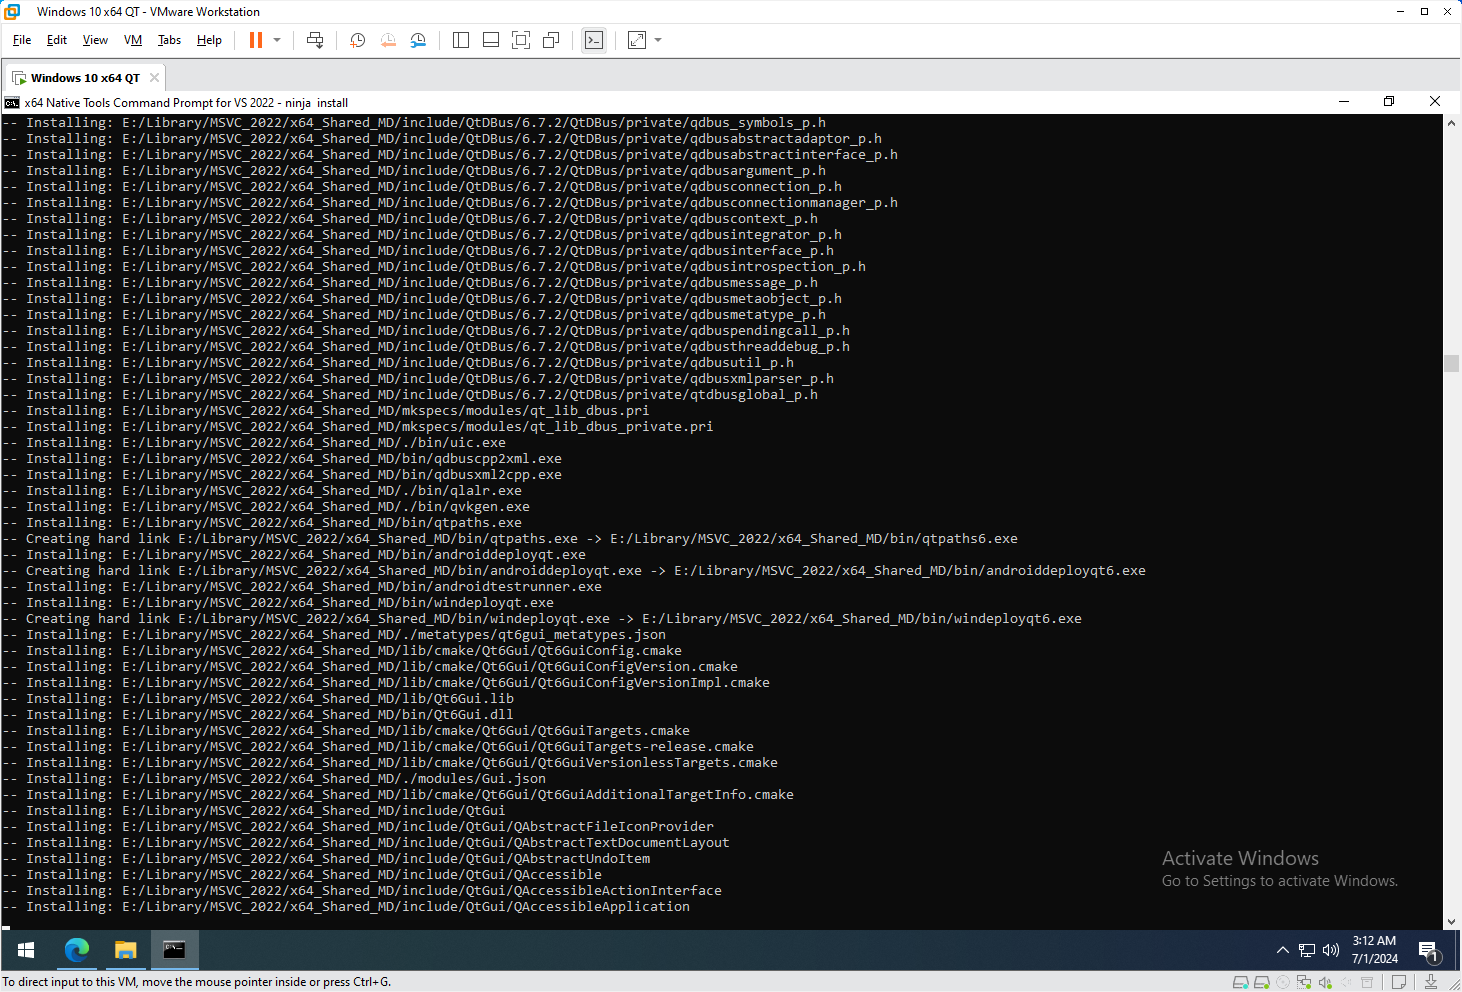 Windows 10 x64 QT - VMware Workstation
File Edit View VM Tabs Help
Windows 10 x64 QT
x64 Native Tools Command Prompt for VS 2022 - ninja  install
-- Installing: E:/Library/MSVC_2022/x64_Shared_MD/include/QtDBus/6.7.2/QtDBus/private/qdbus_symbols_p.h
-- Installing: E:/Library/MSVC_2022/x64_Shared_MD/include/QtDBus/6.7.2/QtDBus/private/qdbusabstractadaptor_p.h
-- Installing: E:/Library/MSVC_2022/x64_Shared_MD/include/QtDBus/6.7.2/QtDBus/private/qdbusabstractinterface_p.h
-- Installing: E:/Library/MSVC_2022/x64_Shared_MD/include/QtDBus/6.7.2/QtDBus/private/qdbusargument_p.h
-- Installing: E:/Library/MSVC_2022/x64_Shared_MD/include/QtDBus/6.7.2/QtDBus/private/qdbusconnection_p.h
-- Installing: E:/Library/MSVC_2022/x64_Shared_MD/include/QtDBus/6.7.2/QtDBus/private/qdbusconnectionmanager_p.h
-- Installing: E:/Library/MSVC_2022/x64_Shared_MD/include/QtDBus/6.7.2/QtDBus/private/qdbuscontext_p.h
-- Installing: E:/Library/MSVC_2022/x64_Shared_MD/include/QtDBus/6.7.2/QtDBus/private/qdbusintegrator_p.h
-- Installing: E:/Library/MSVC_2022/x64_Shared_MD/include/QtDBus/6.7.2/QtDBus/private/qdbusinterface_p.h
-- Installing: E:/Library/MSVC_2022/x64_Shared_MD/include/QtDBus/6.7.2/QtDBus/private/qdbusintrospection_p.h
-- Installing: E:/Library/MSVC_2022/x64_Shared_MD/include/QtDBus/6.7.2/QtDBus/private/qdbusmessage_p.h
-- Installing: E:/Library/MSVC_2022/x64_Shared_MD/include/QtDBus/6.7.2/QtDBus/private/qdbusmetaobject_p.h
-- Installing: E:/Library/MSVC_2022/x64_Shared_MD/include/QtDBus/6.7.2/QtDBus/private/qdbusmetatype_p.h
-- Installing: E:/Library/MSVC_2022/x64_Shared_MD/include/QtDBus/6.7.2/QtDBus/private/qdbuspendingcall_p.h
-- Installing: E:/Library/MSVC_2022/x64_Shared_MD/include/QtDBus/6.7.2/QtDBus/private/qdbusthreaddebug_p.h
-- Installing: E:/Library/MSVC_2022/x64_Shared_MD/include/QtDBus/6.7.2/QtDBus/private/qdbusutil_p.h
-- Installing: E:/Library/MSVC_2022/x64_Shared_MD/include/QtDBus/6.7.2/QtDBus/private/qdbusxmlparser_p.h
-- Installing: E:/Library/MSVC_2022/x64_Shared_MD/include/QtDBus/6.7.2/QtDBus/private/qtdbusglobal_p.h
-- Installing: E:/Library/MSVC_2022/x64_Shared_MD/mkspecs/modules/qt_lib_dbus.pri
-- Installing: E:/Library/MSVC_2022/x64_Shared_MD/mkspecs/modules/qt_lib_dbus_private.pri
-- Installing: E:/Library/MSVC_2022/x64_Shared_MD/./bin/uic.exe
-- Installing: E:/Library/MSVC_2022/x64_Shared_MD/bin/qdbuscpp2xml.exe
-- Installing: E:/Library/MSVC_2022/x64_Shared_MD/bin/qdbusxml2cpp.exe
-- Installing: E:/Library/MSVC_2022/x64_Shared_MD/./bin/qlalr.exe
-- Installing: E:/Library/MSVC_2022/x64_Shared_MD/./bin/qvkgen.exe
-- Installing: E:/Library/MSVC_2022/x64_Shared_MD/bin/qtpaths.exe
-- Creating hard link E:/Library/MSVC_2022/x64_Shared_MD/bin/qtpaths.exe -> E:/Library/MSVC_2022/x64_Shared_MD/bin/qtpaths6.exe
-- Installing: E:/Library/MSVC_2022/x64_Shared_MD/bin/androiddeployqt.exe
-- Creating hard link E:/Library/MSVC_2022/x64_Shared_MD/bin/androiddeployqt.exe -> E:/Library/MSVC_2022/x64_Shared_MD/bin/androiddeployqt6.exe
-- Installing: E:/Library/MSVC_2022/x64_Shared_MD/bin/androidtestrunner.exe
-- Installing: E:/Library/MSVC_2022/x64_Shared_MD/bin/windeployqt.exe
-- Creating hard link E:/Library/MSVC_2022/x64_Shared_MD/bin/windeployqt.exe -> E:/Library/MSVC_2022/x64_Shared_MD/bin/windeployqt6.exe
-- Installing: E:/Library/MSVC_2022/x64_Shared_MD/./metatypes/qt6gui_metatypes.json
-- Installing: E:/Library/MSVC_2022/x64_Shared_MD/lib/cmake/Qt6Gui/Qt6GuiConfig.cmake
-- Installing: E:/Library/MSVC_2022/x64_Shared_MD/lib/cmake/Qt6Gui/Qt6GuiConfigVersion.cmake
-- Installing: E:/Library/MSVC_2022/x64_Shared_MD/lib/cmake/Qt6Gui/Qt6GuiConfigVersionImpl.cmake
-- Installing: E:/Library/MSVC_2022/x64_Shared_MD/lib/Qt6Gui.lib
-- Installing: E:/Library/MSVC_2022/x64_Shared_MD/bin/Qt6Gui.dll
-- Installing: E:/Library/MSVC_2022/x64_Shared_MD/lib/cmake/Qt6Gui/Qt6GuiTargets.cmake
-- Installing: E:/Library/MSVC_2022/x64_Shared_MD/lib/cmake/Qt6Gui/Qt6GuiTargets-release.cmake
-- Installing: E:/Library/MSVC_2022/x64_Shared_MD/lib/cmake/Qt6Gui/Qt6GuiVersionlessTargets.cmake
-- Installing: E:/Library/MSVC_2022/x64_Shared_MD/./modules/Gui.json
-- Installing: E:/Library/MSVC_2022/x64_Shared_MD/lib/cmake/Qt6Gui/Qt6GuiAdditionalTargetInfo.cmake
-- Installing: E:/Library/MSVC_2022/x64_Shared_MD/include/QtGui
-- Installing: E:/Library/MSVC_2022/x64_Shared_MD/include/QtGui/QAbstractFileIconProvider
-- Installing: E:/Library/MSVC_2022/x64_Shared_MD/include/QtGui/QAbstractTextDocumentLayout
-- Installing: E:/Library/MSVC_2022/x64_Shared_MD/include/QtGui/QAbstractUndoItem
-- Installing: E:/Library/MSVC_2022/x64_Shared_MD/include/QtGui/QAccessible
-- Installing: E:/Library/MSVC_2022/x64_Shared_MD/include/QtGui/QAccessibleActionInterface
-- Installing: E:/Library/MSVC_2022/x64_Shared_MD/include/QtGui/QAccessibleApplication
Activate Windows
Go to Settings to activate Windows.
3:12 AM
7/1/2024
1
To direct input to this VM, move the mouse pointer inside or press Ctrl+G.